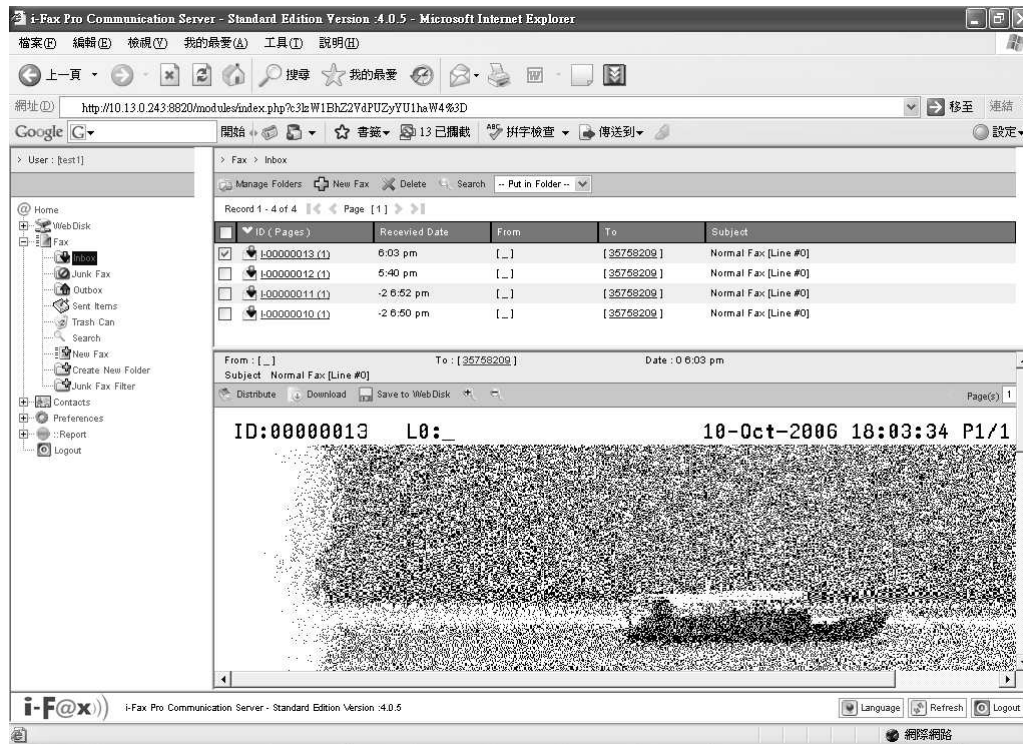 i-Fax Pro Communication Server - Standard Edition Version :4.0.5 - Microsoft Internet Explorer
檔案(F) 編輯(E) 檢視(V) 我的最愛(A) 工具(T) 說明(H)
上一頁 搜尋 我的最愛
網址(D) http://10.13.0.243:8820/modules/index.php? 移至 連結
Google G 開始 書籤 13 已攔截 ABC 拼字檢查 傳送到 設定
> User : [test1]
@ Home
WebDisk
Fax
Inbox
Junk Fax
Outbox
Sent Items
Trash Can
Search
New Fax
Create New Folder
Junk Fax Filter
Contacts
Preferences
::Report
Logout
> Fax > Inbox
Manage Folders New Fax Delete Search -- Put in Folder --
Record 1 - 4 of 4 Page [ 1 ]
ID ( Pages ) Recevied Date From To Subject
I-00000013 (1) 6:03 pm [ _ ] [ 35758209 ] Normal Fax [Line #0]
I-00000012 (1) 5:40 pm [ _ ] [ 35758209 ] Normal Fax [Line #0]
I-00000011 (1) -2 6:52 pm [ _ ] [ 35758209 ] Normal Fax [Line #0]
I-00000010 (1) -2 6:50 pm [ _ ] [ 35758209 ] Normal Fax [Line #0]
From : [ _ ] To : [ 35758209 ] Date : 0 6:03 pm
Subject Normal Fax [Line #0]
Distribute Download Save to WebDisk Page(s) 1
ID:00000013 L0:_ 10-Oct-2006 18:03:34 P1/1
i-F@x i-Fax Pro Communication Server - Standard Edition Version :4.0.5 Language Refresh Logout
網際網路